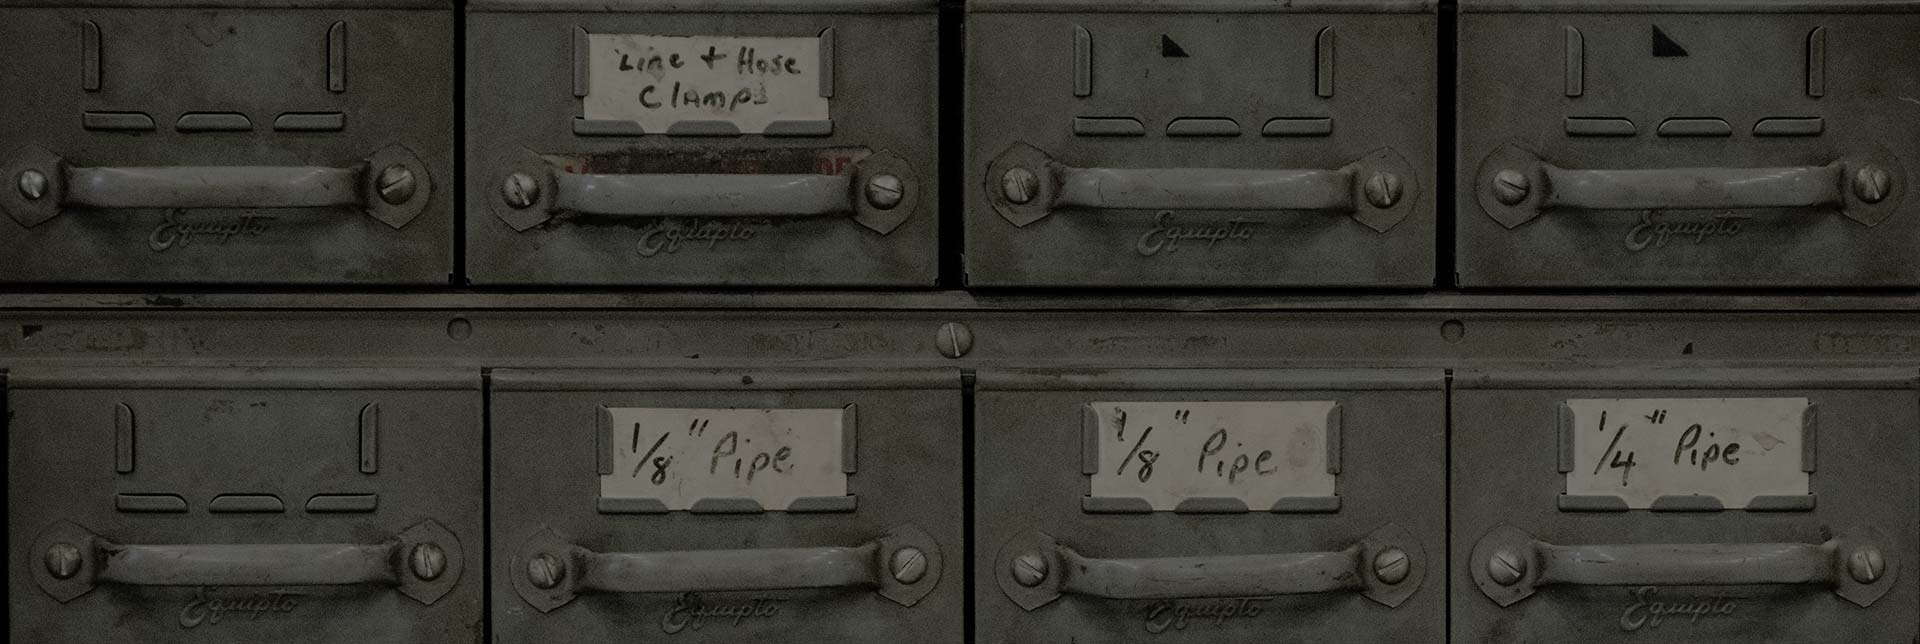 Line + Hose
Clamps
Equipto
Equipto
Equipto
Equipto
1/8" Pipe
1/8" Pipe
1/4" Pipe
Equipto
Equipto
Equipto
Equipto